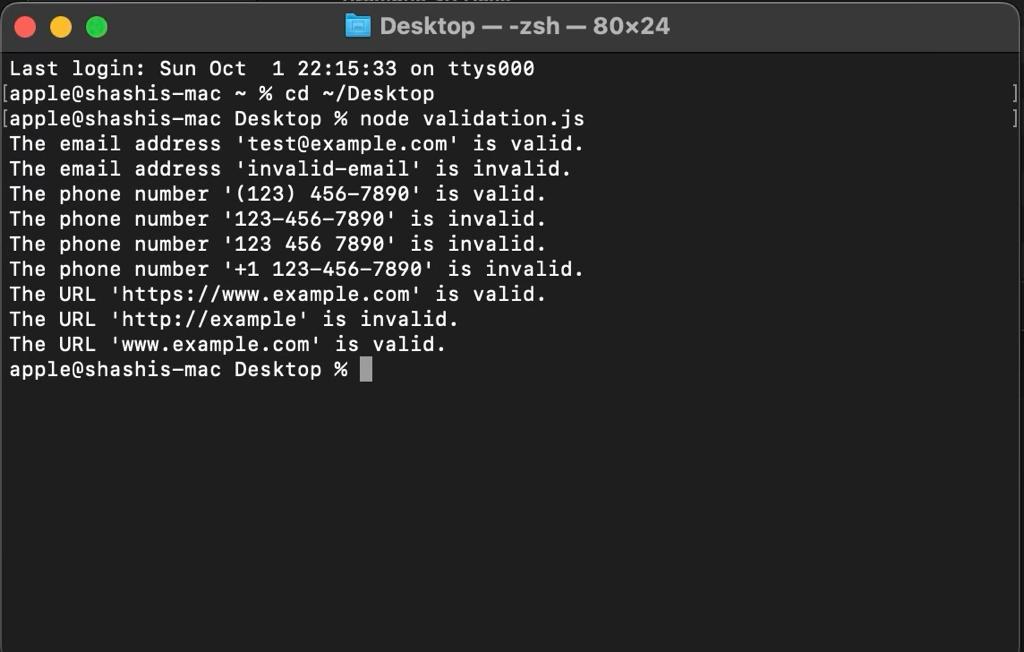 Desktop — -zsh — 80×24
Last login: Sun Oct  1 22:15:33 on ttys000
[apple@shashis-mac ~ % cd ~/Desktop ]
[apple@shashis-mac Desktop % node validation.js ]
The email address 'test@example.com' is valid.
The email address 'invalid-email' is invalid.
The phone number '(123) 456-7890' is valid.
The phone number '123-456-7890' is invalid.
The phone number '123 456 7890' is invalid.
The phone number '+1 123-456-7890' is invalid.
The URL 'https://www.example.com' is valid.
The URL 'http://example' is invalid.
The URL 'www.example.com' is valid.
apple@shashis-mac Desktop %